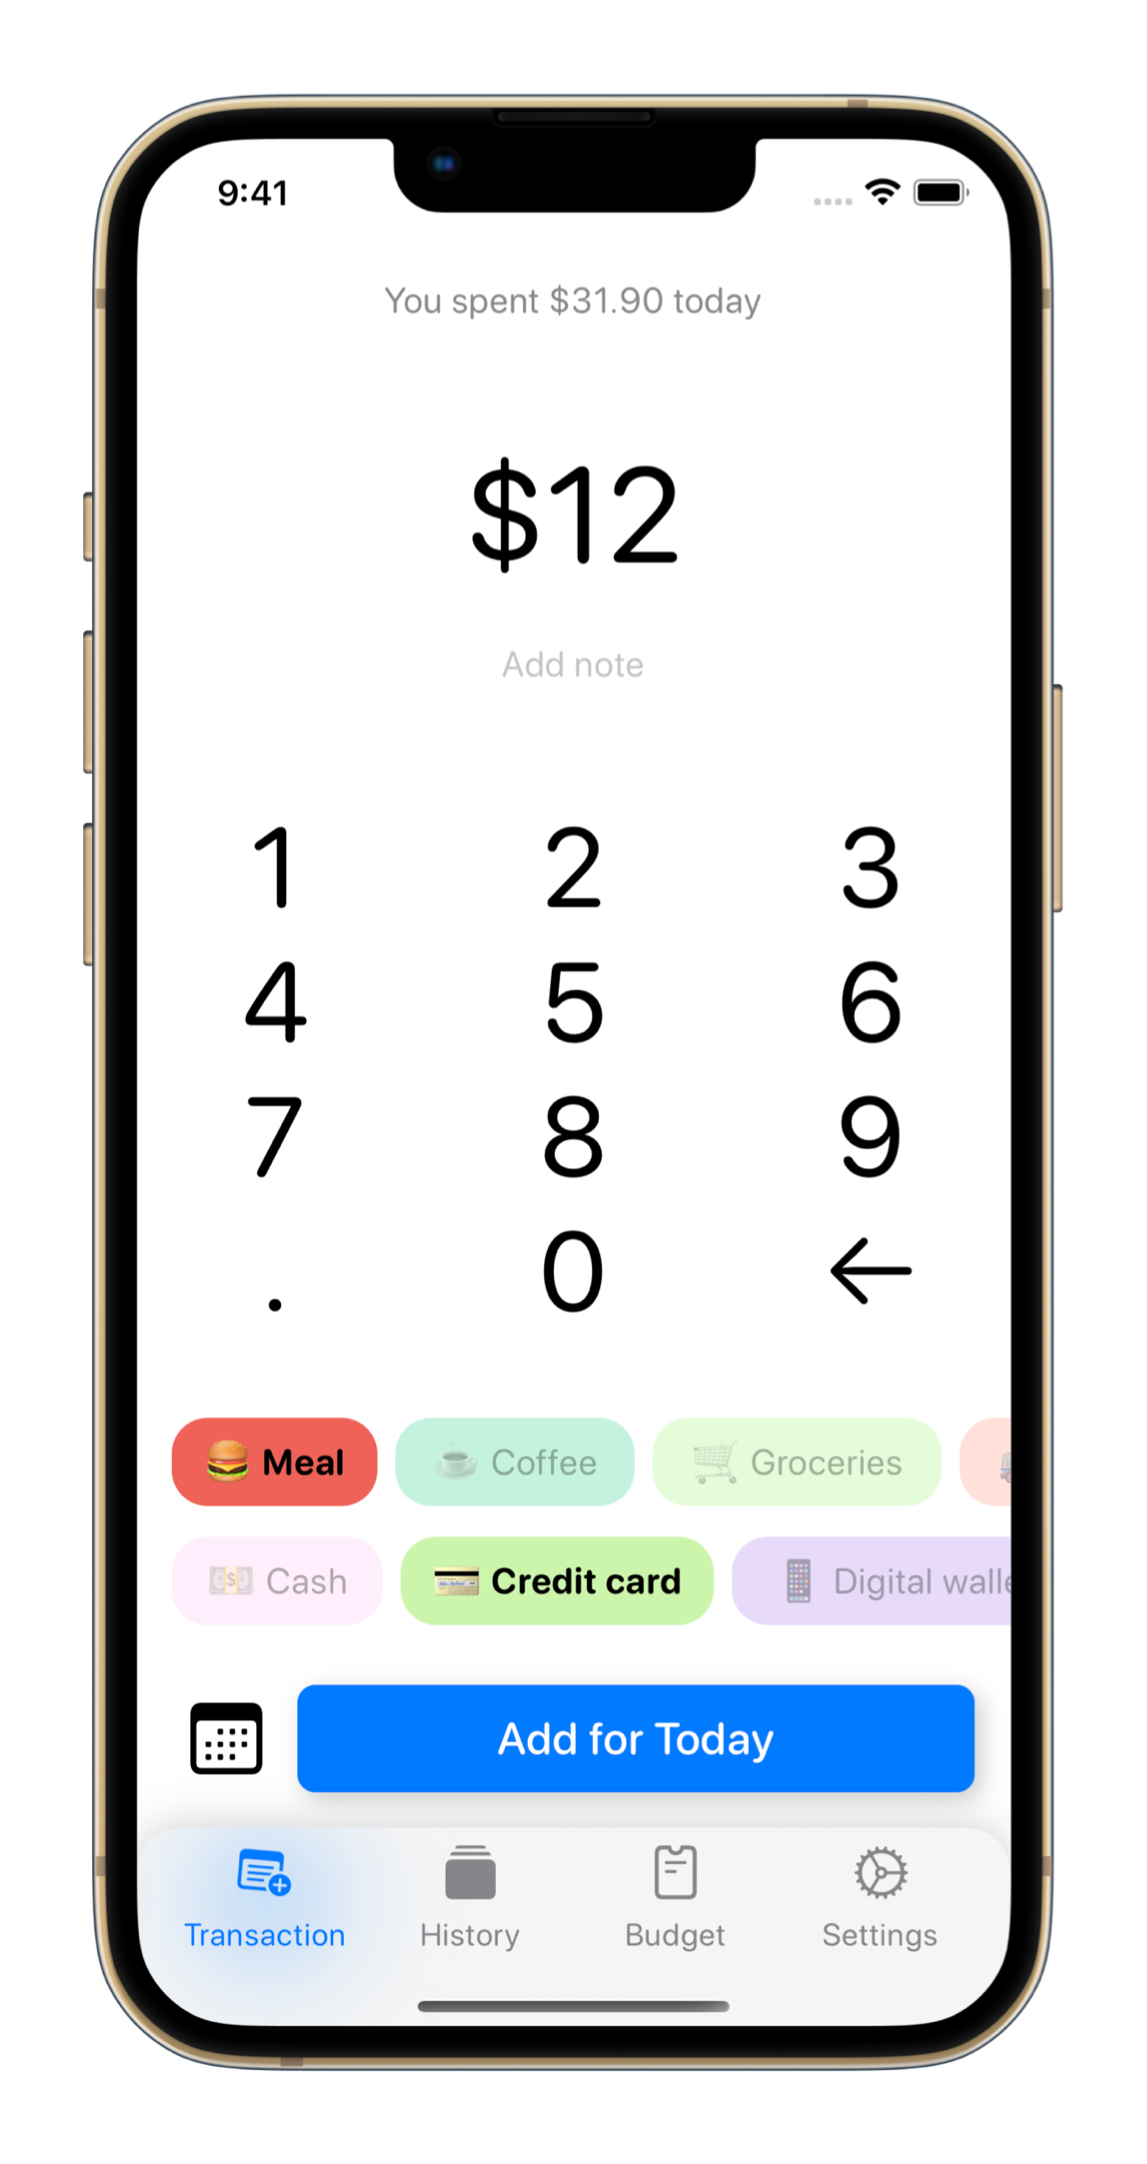 9:41
You spent $31.90 today
$12
Add note
1 2 3
4 5 6
7 8 9
. 0
Meal Coffee Groceries
Cash Credit card Digital walle
Add for Today
Transaction History Budget Settings